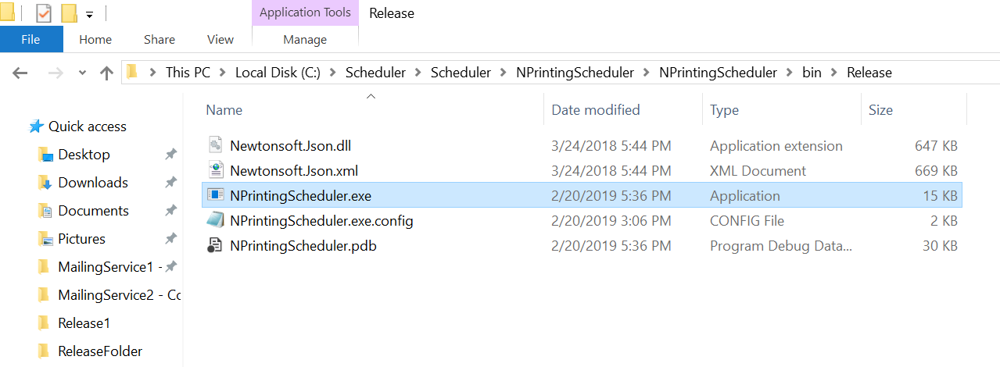 Application Tools Release
File Home Share View Manage
This PC Local Disk (C:) Scheduler Scheduler NPrintingScheduler NPrintingScheduler bin Release
Name Date modified Type Size
Quick access
Desktop
Downloads
Documents
Pictures
MailingService1 -
MailingService2 - Co
Release1
ReleaseFolder
Newtonsoft.Json.dll 3/24/2018 5:44 PM Application extension 647 KB
Newtonsoft.Json.xml 3/24/2018 5:44 PM XML Document 669 KB
NPrintingScheduler.exe 2/20/2019 5:36 PM Application 15 KB
NPrintingScheduler.exe.config 2/20/2019 3:06 PM CONFIG File 2 KB
NPrintingScheduler.pdb 2/20/2019 5:36 PM Program Debug Data... 30 KB